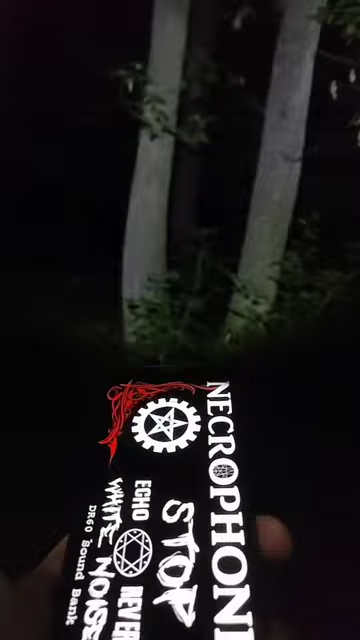 NECROPHONI
STOP
ECHO
REVER
WHITE NOISE
DR60 Sound Bank